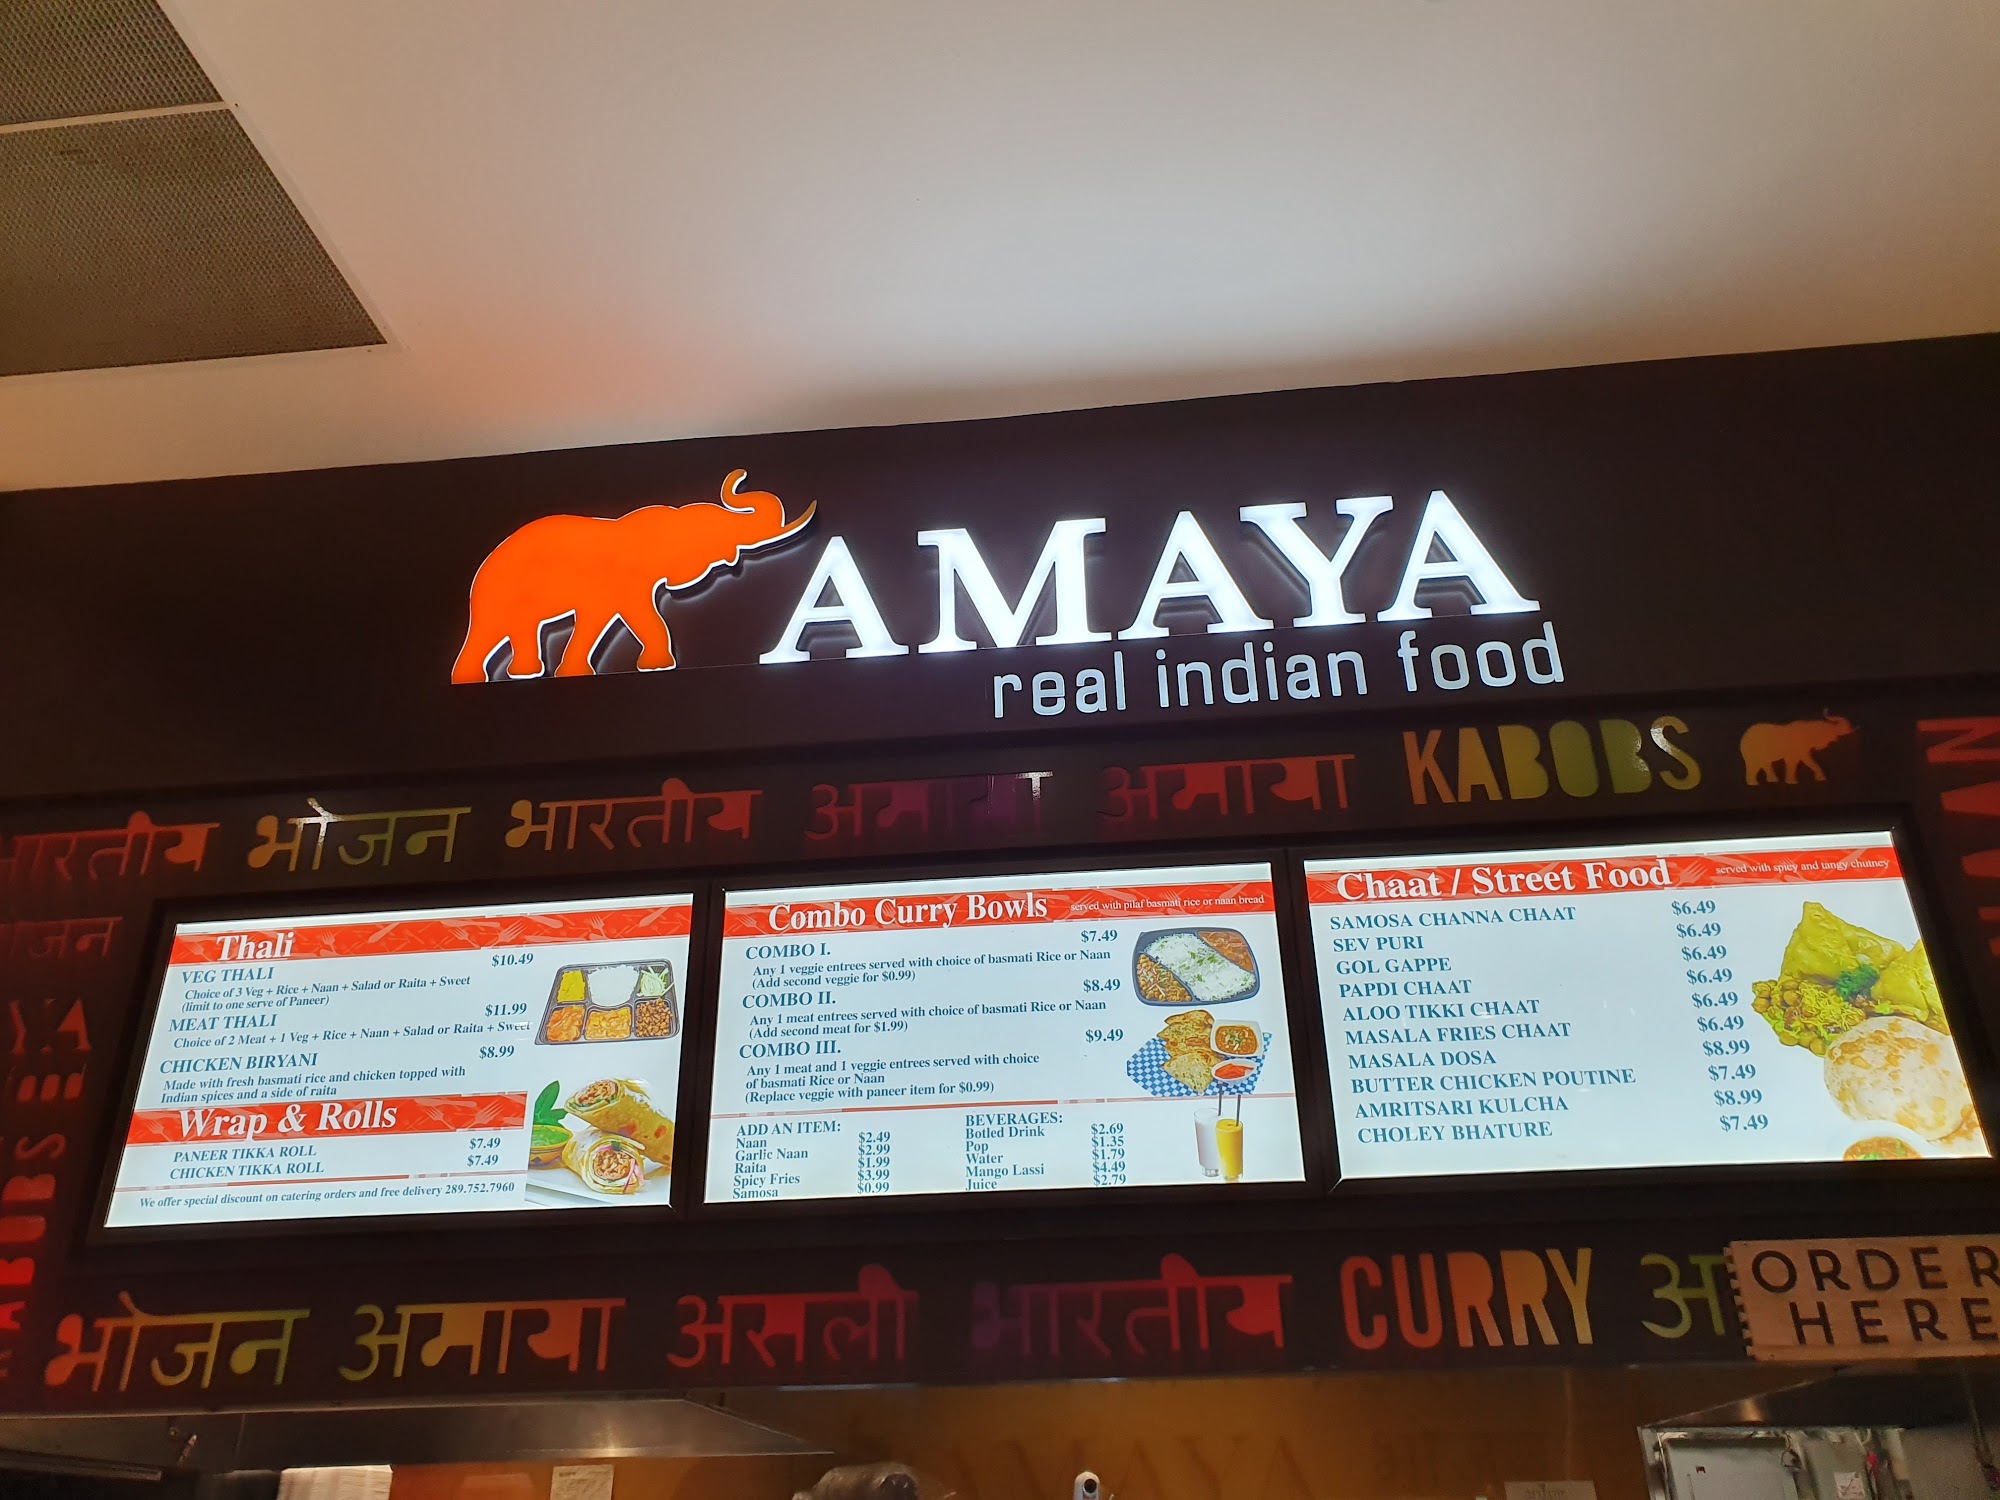 AMAYA
real indian food
भारतीय भोजन भारतीय अमाया अमाया KABOBS
Thali
VEG THALI $10.49
Choice of 3 Veg + Rice + Naan + Salad or Raita + Sweet
(limit to one serve of Paneer)
MEAT THALI $11.99
Choice of 2 Meat + 1 Veg + Rice + Naan + Salad or Raita + Sweet
CHICKEN BIRYANI $8.99
Made with fresh basmati rice and chicken topped with
Indian spices and a side of raita
Wrap & Rolls
PANEER TIKKA ROLL $7.49
CHICKEN TIKKA ROLL $7.49
We offer special discount on catering orders and free delivery 289.752.7960
Combo Curry Bowls served with pilaf basmati rice or naan bread
COMBO I. $7.49
Any 1 veggie entrees served with choice of basmati Rice or Naan
(Add second veggie for $0.99)
COMBO II. $8.49
Any 1 meat entrees served with choice of basmati Rice or Naan
(Add second meat for $1.99)
COMBO III. $9.49
Any 1 meat and 1 veggie entrees served with choice
of basmati Rice or Naan
(Replace veggie with paneer item for $0.99)
ADD AN ITEM:
Naan $2.49
Garlic Naan $2.99
Raita $1.99
Spicy Fries $3.99
Samosa $0.99
BEVERAGES:
Botled Drink $2.69
Pop $1.35
Water $1.79
Mango Lassi $4.49
Juice $2.79
Chaat / Street Food served with spicy and tangy chutney
SAMOSA CHANNA CHAAT $6.49
SEV PURI $6.49
GOL GAPPE $6.49
PAPDI CHAAT $6.49
ALOO TIKKI CHAAT $6.49
MASALA FRIES CHAAT $6.49
MASALA DOSA $8.99
BUTTER CHICKEN POUTINE $7.49
AMRITSARI KULCHA $8.99
CHOLEY BHATURE $7.49
भोजन अमाया असली भारतीय CURRY अ
ORDER
HERE
KABOBS